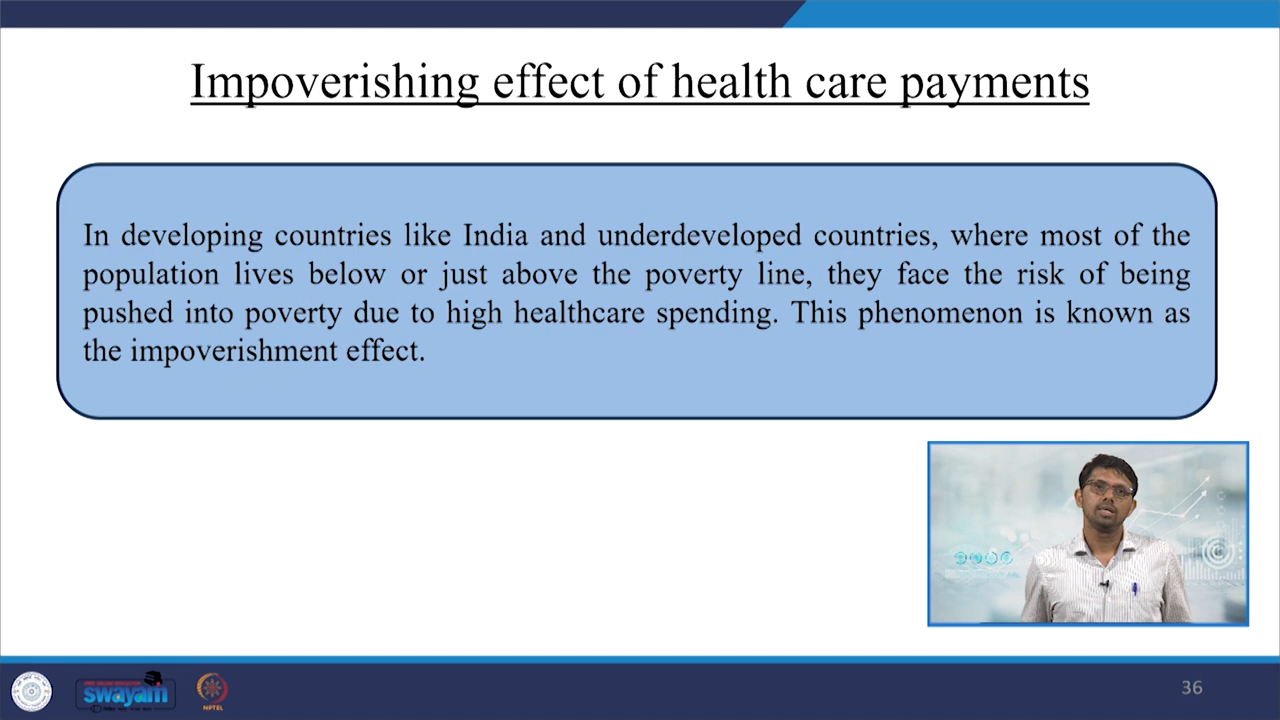 Impoverishing effect of health care payments
In developing countries like India and underdeveloped countries, where most of the
population lives below or just above the poverty line, they face the risk of being
pushed into poverty due to high healthcare spending. This phenomenon is known as
the impoverishment effect.
swayam
NPTEL
36